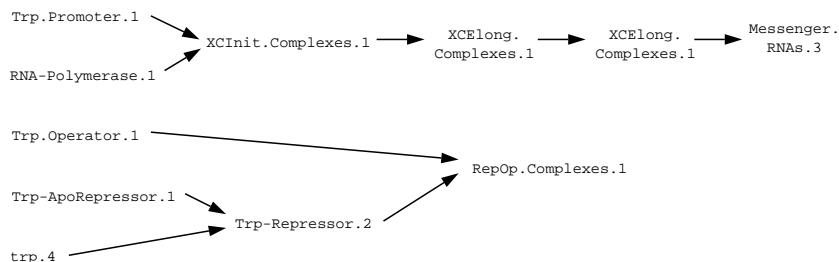 Trp.Promoter.1
RNA-Polymerase.1
XCInit.Complexes.1
XCElong.
Complexes.1
XCElong.
Complexes.1
Messenger.
RNAs.3
Trp.Operator.1
RepOp.Complexes.1
Trp-ApoRepressor.1
Trp-Repressor.2
trp.4